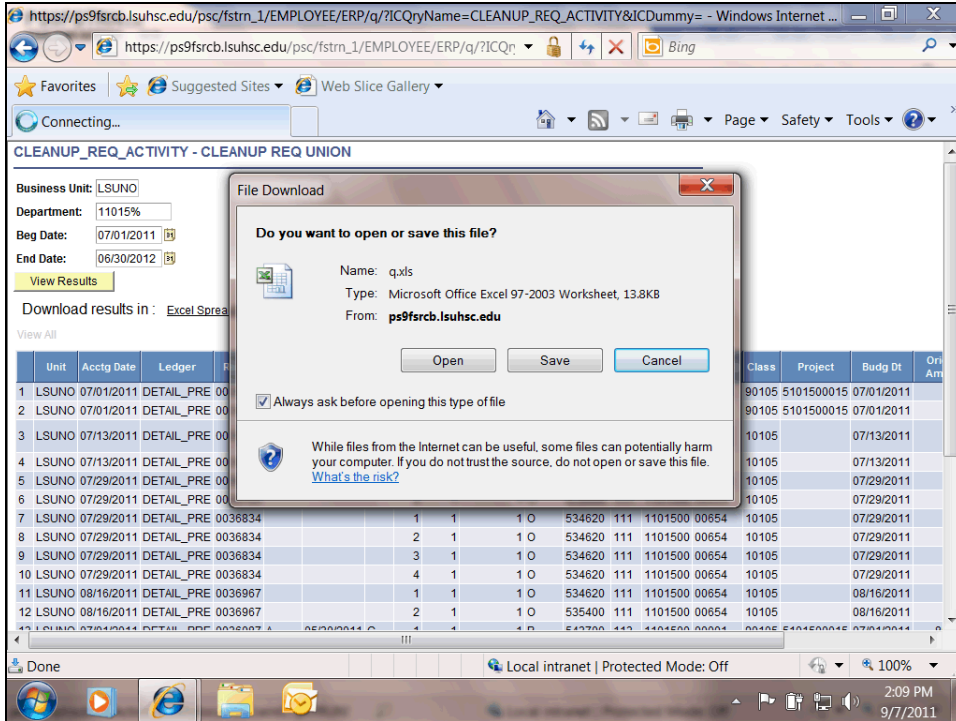 https://ps9fsrcb.lsuhsc.edu/psc/fstrn_1/EMPLOYEE/ERP/q/?ICQryName=CLEANUP_REQ_ACTIVITY&ICDummy= - Windows Internet ...
https://ps9fsrcb.lsuhsc.edu/psc/fstrn_1/EMPLOYEE/ERP/q/?ICQr
Bing
Favorites Suggested Sites Web Slice Gallery
Connecting...
Page Safety Tools
CLEANUP_REQ_ACTIVITY - CLEANUP REQ UNION
Business Unit: LSUNO
Department: 11015%
Beg Date: 07/01/2011
End Date: 06/30/2012
View Results
Download results in : Excel Sprea
View All
File Download
Do you want to open or save this file?
Name: q.xls
Type: Microsoft Office Excel 97-2003 Worksheet, 13.8KB
From: ps9fsrcb.lsuhsc.edu
Open Save Cancel
Always ask before opening this type of file
While files from the Internet can be useful, some files can potentially harm
your computer. If you do not trust the source, do not open or save this file.
What's the risk?
Unit Acctg Date Ledger Class Project Budg Dt
1 LSUNO 07/01/2011 DETAIL_PRE 00 90105 5101500015 07/01/2011
2 LSUNO 07/01/2011 DETAIL_PRE 00 90105 5101500015 07/01/2011
3 LSUNO 07/13/2011 DETAIL_PRE 00 10105 07/13/2011
4 LSUNO 07/13/2011 DETAIL_PRE 00 10105 07/13/2011
5 LSUNO 07/29/2011 DETAIL_PRE 00 10105 07/29/2011
6 LSUNO 07/29/2011 DETAIL_PRE 00 10105 07/29/2011
7 LSUNO 07/29/2011 DETAIL_PRE 0036834 1 1 1 O 534620 111 1101500 00654 10105 07/29/2011
8 LSUNO 07/29/2011 DETAIL_PRE 0036834 2 1 1 O 534620 111 1101500 00654 10105 07/29/2011
9 LSUNO 07/29/2011 DETAIL_PRE 0036834 3 1 1 O 534620 111 1101500 00654 10105 07/29/2011
10 LSUNO 07/29/2011 DETAIL_PRE 0036834 4 1 1 O 534620 111 1101500 00654 10105 07/29/2011
11 LSUNO 08/16/2011 DETAIL_PRE 0036967 1 1 1 O 534620 111 1101500 00654 10105 08/16/2011
12 LSUNO 08/16/2011 DETAIL_PRE 0036967 2 1 1 O 535400 111 1101500 00654 10105 08/16/2011
Done
Local intranet | Protected Mode: Off
100%
2:09 PM
9/7/2011